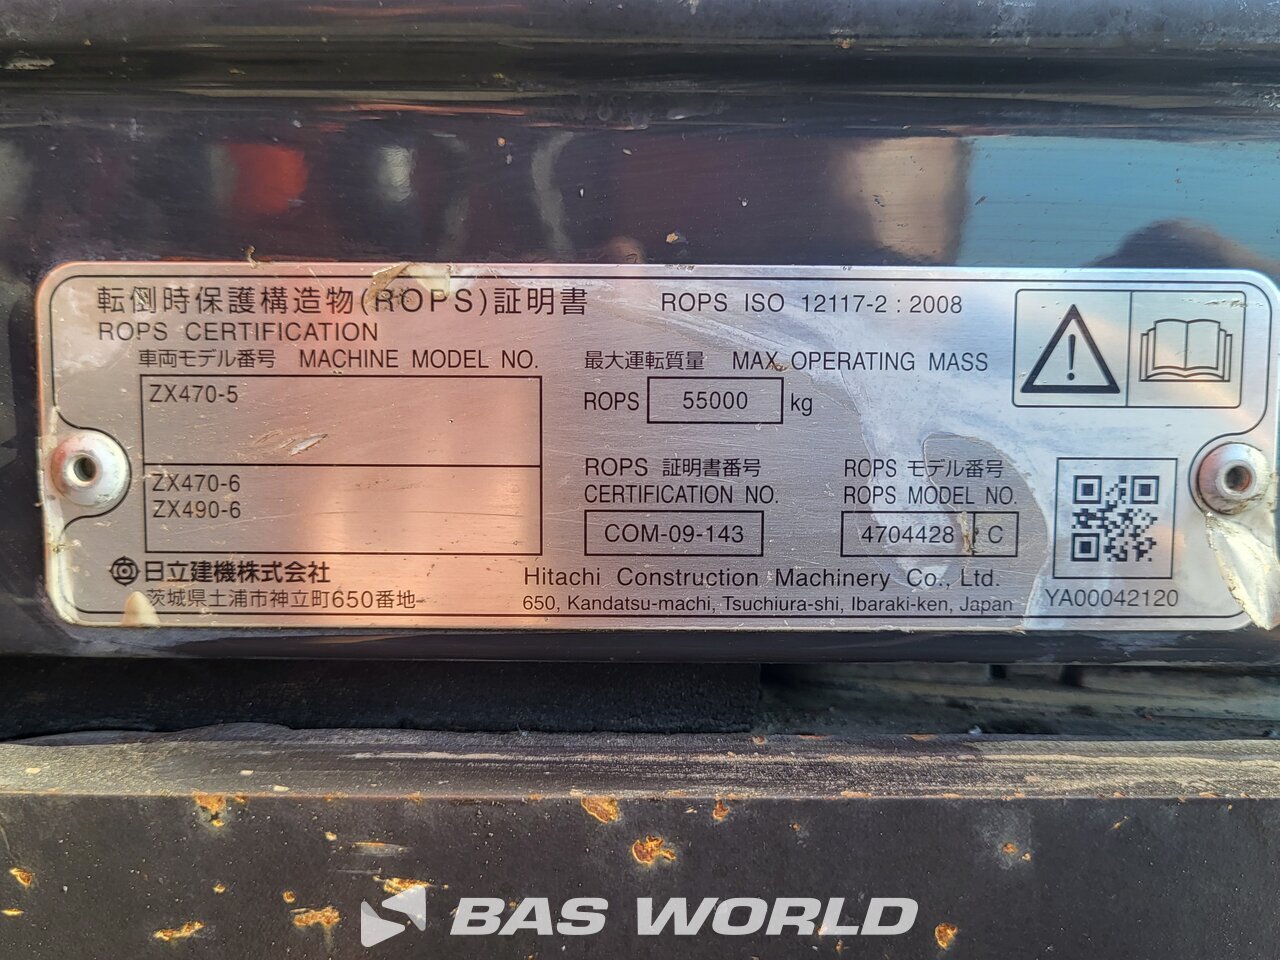 転倒時保護構造物(ROPS)証明書 ROPS ISO 12117-2 : 2008
ROPS CERTIFICATION
車両モデル番号 MACHINE MODEL NO. 最大運転質量 MAX. OPERATING MASS
ZX470-5
ROPS 55000 kg
ZX470-6
ZX490-6
ROPS 証明書番号
CERTIFICATION NO.
COM-09-143
ROPS モデル番号
ROPS MODEL NO.
4704428 C
日立建機株式会社 Hitachi Construction Machinery Co., Ltd.
茨城県土浦市神立町650番地 650, Kandatsu-machi, Tsuchiura-shi, Ibaraki-ken, Japan
YA00042120
BAS WORLD